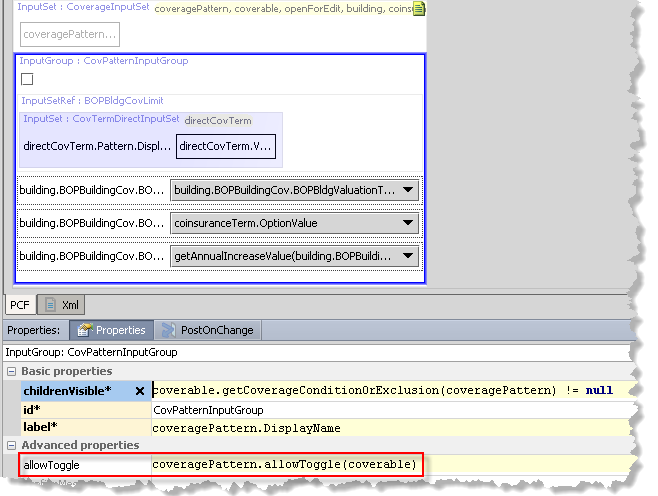 InputSet : CoverageInputSet coveragePattern, coverable, openForEdit, building, coinsu
coveragePattern...
InputGroup : CovPatternInputGroup
InputSetRef : BOPBldgCovLimit
InputSet : CovTermDirectInputSet directCovTerm
directCovTerm.Pattern.Displ... directCovTerm.V...
building.BOPBuildingCov.BO... building.BOPBuildingCov.BOPBldgValuationT...
building.BOPBuildingCov.BO... coinsuranceTerm.OptionValue
building.BOPBuildingCov.BO... getAnnualIncreaseValue(building.BOPBuildi...
PCF Xml
Properties: Properties PostOnChange
InputGroup: CovPatternInputGroup
Basic properties
childrenVisible* coverable.getCoverageConditionOrExclusion(coveragePattern) != null
id* CovPatternInputGroup
label* coveragePattern.DisplayName
Advanced properties
allowToggle coveragePattern.allowToggle(coverable)